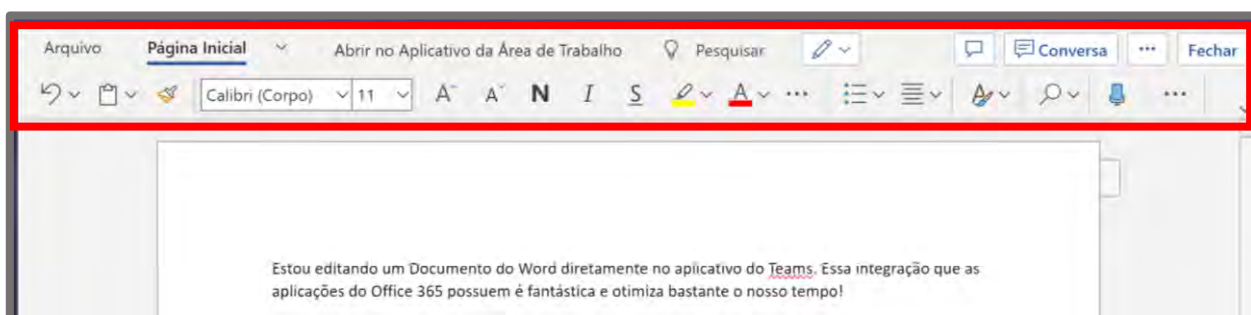 Arquivo Página Inicial Abrir no Aplicativo da Área de Trabalho Pesquisar Conversa ... Fechar
Calibri (Corpo) 11 A A N I S A ... ...
Estou editando um Documento do Word diretamente no aplicativo do Teams. Essa integração que as
aplicações do Office 365 possuem é fantástica e otimiza bastante o nosso tempo!